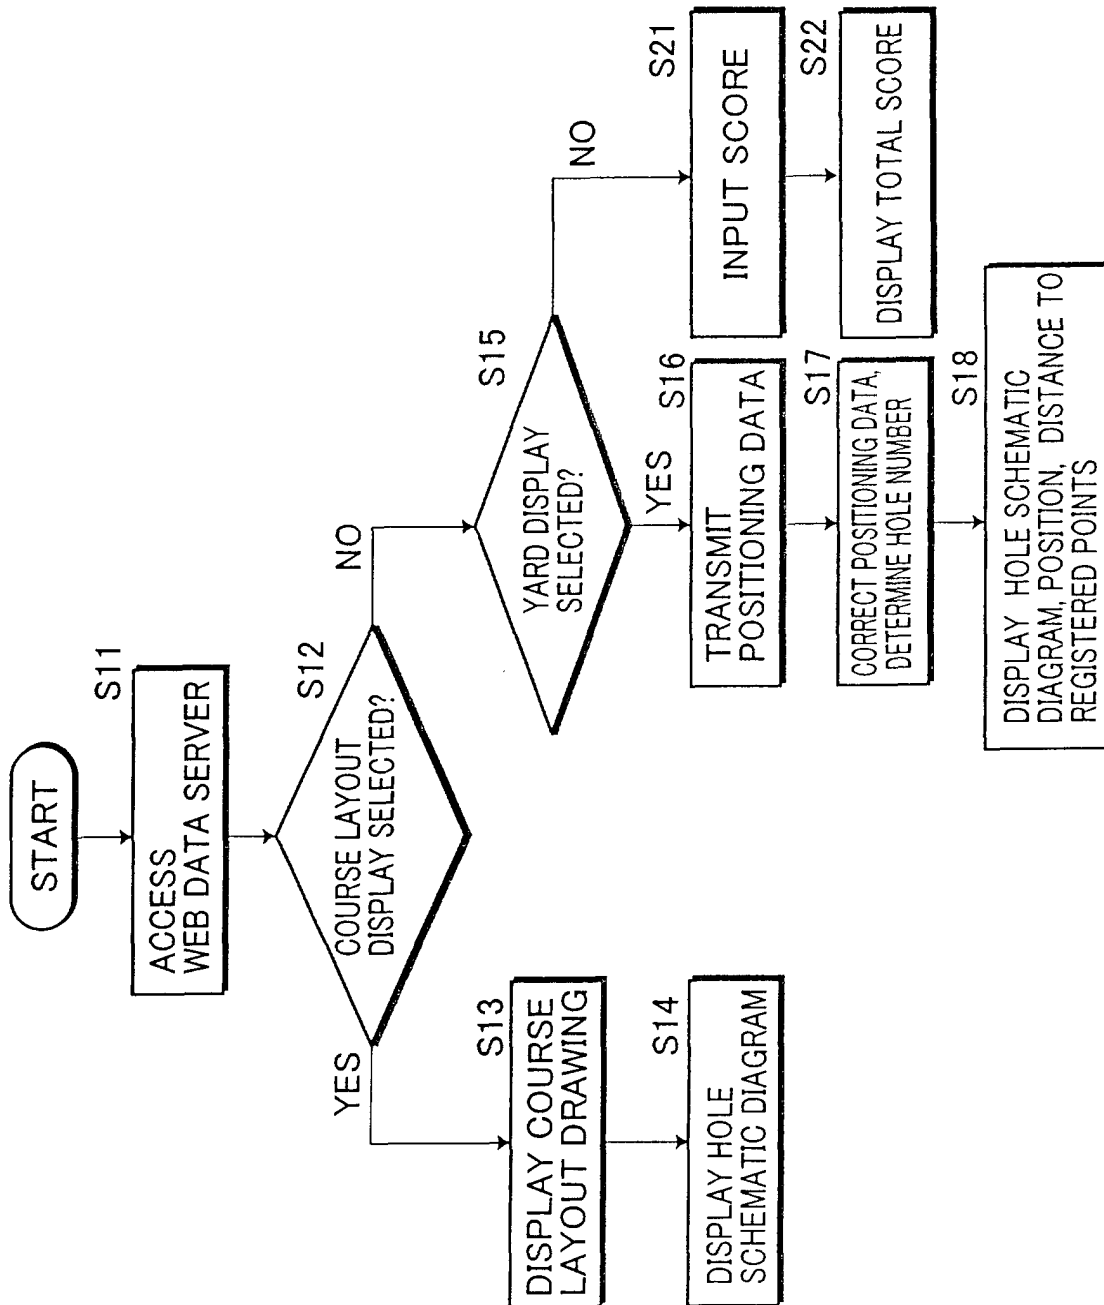 START
S11
ACCESS
WEB DATA SERVER
S12
COURSE LAYOUT
DISPLAY SELECTED?
YES
NO
S13
DISPLAY COURSE
LAYOUT DRAWING
S14
DISPLAY HOLE
SCHEMATIC DIAGRAM
S15
YARD DISPLAY
SELECTED?
YES
NO
S16
TRANSMIT
POSITIONING DATA
S17
CORRECT POSITIONING DATA,
DETERMINE HOLE NUMBER
S18
DISPLAY HOLE SCHEMATIC
DIAGRAM, POSITION, DISTANCE TO
REGISTERED POINTS
S21
INPUT SCORE
S22
DISPLAY TOTAL SCORE